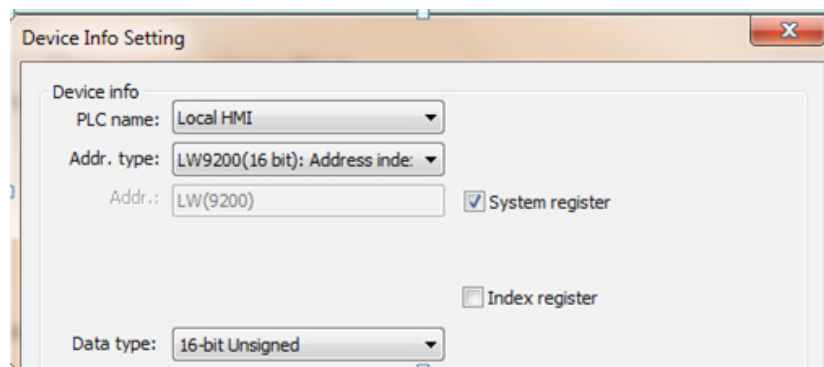 Device Info Setting
Device info
PLC name: Local HMI
Addr. type: LW9200(16 bit): Address inde:
Addr.: LW(9200) System register
Index register
Data type: 16-bit Unsigned